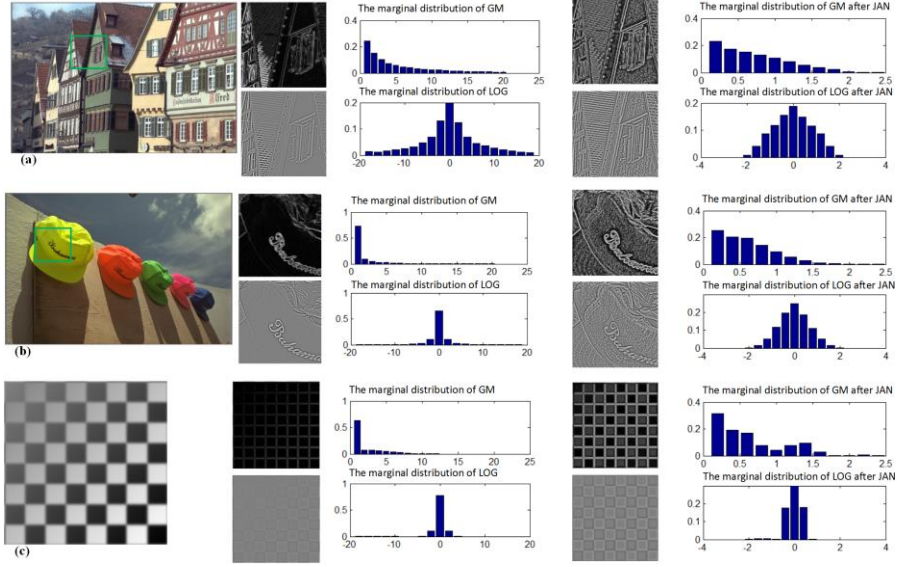 The marginal distribution of GM
0.4
0.2
0
0 5 10 15 20 25
The marginal distribution of LOG
0.2
0.1
0
-20 -10 0 10 20
The marginal distribution of GM after JAN
0.4
0.2
0
0 0.5 1 1.5 2 2.5
The marginal distribution of LOG after JAN
0.2
0.1
0
-4 -2 0 2 4
(a)
The marginal distribution of GM
1
0.5
0
0 5 10 15 20 25
The marginal distribution of LOG
1
0.5
0
-20 -10 0 10 20
The marginal distribution of GM after JAN
0.4
0.2
0
0 0.5 1 1.5 2 2.5
The marginal distribution of LOG after JAN
0.3
0.2
0.1
0
-4 -2 0 2 4
Bahama
(b)
The marginal distribution of GM
1
0.5
0
0 5 10 15 20 25
The marginal distribution of LOG
1
0.5
0
-20 -10 0 10 20
The marginal distribution of GM after JAN
0.4
0.2
0
0 0.5 1 1.5 2 2.5
The marginal distribution of LOG after JAN
0.2
0.1
0
-4 -2 0 2 4
(c)